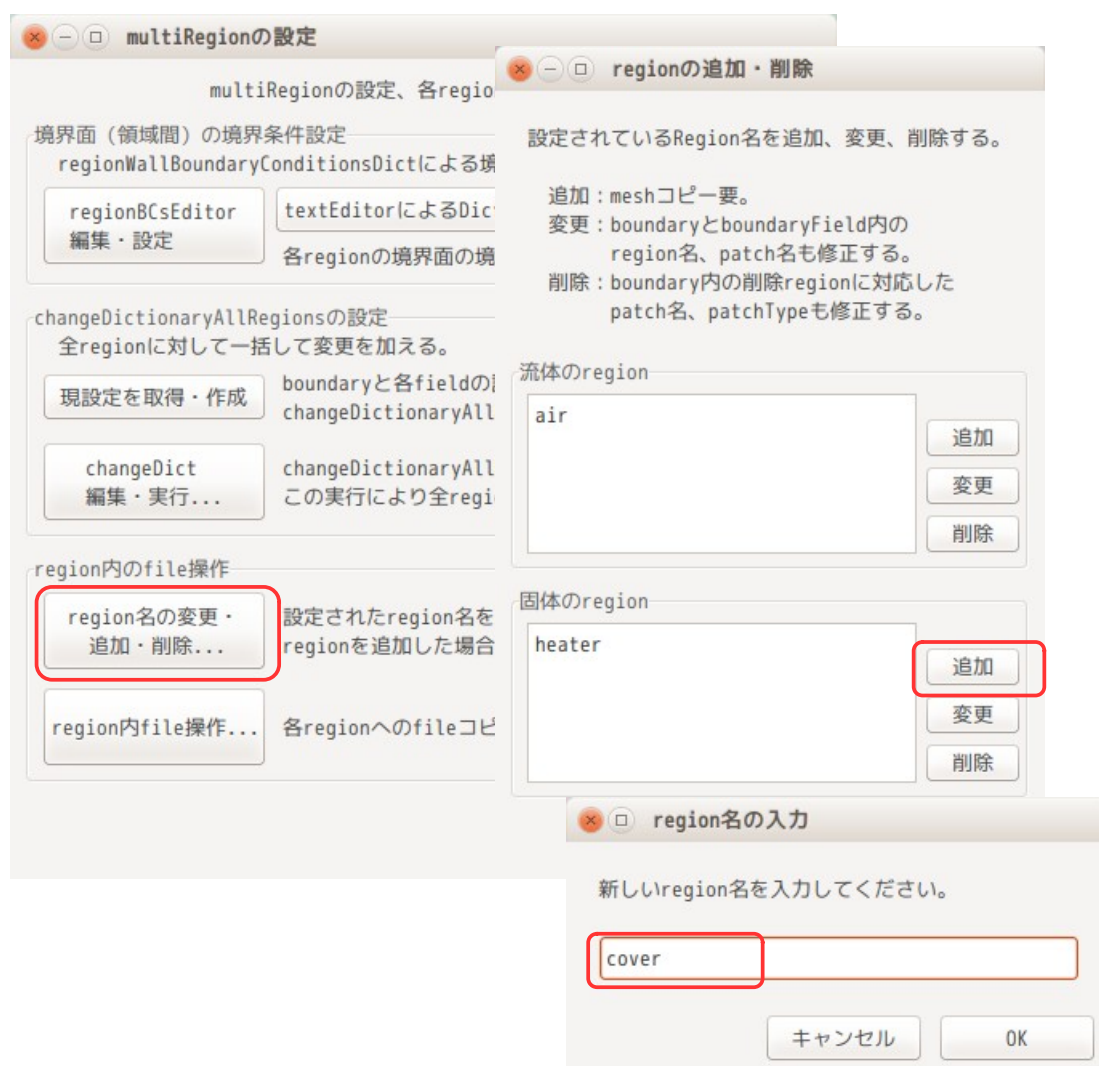 multiRegionの設定
multiRegionの設定、各regio
境界面（領域間）の境界条件設定
regionWallBoundaryConditionsDictによる境
regionBCsEditor
編集・設定
textEditorによるDic
各regionの境界面の境
changeDictionaryAllRegionsの設定
全regionに対して一括して変更を加える。
現設定を取得・作成
boundaryと各fieldの
changeDictionaryAll
changeDict
編集・実行...
changeDictionaryAll
この実行により全regi
region内のfile操作
region名の変更・
追加・削除...
設定されたregion名を
regionを追加した場合
region内file操作...
各regionへのfileコピ
regionの追加・削除
設定されているRegion名を追加、変更、削除する。
追加：meshコピー要。
変更：boundaryとboundaryField内の
region名、patch名も修正する。
削除：boundary内の削除regionに対応した
patch名、patchTypeも修正する。
流体のregion
air
追加
変更
削除
固体のregion
heater
追加
変更
削除
region名の入力
新しいregion名を入力してください。
cover
キャンセル
OK